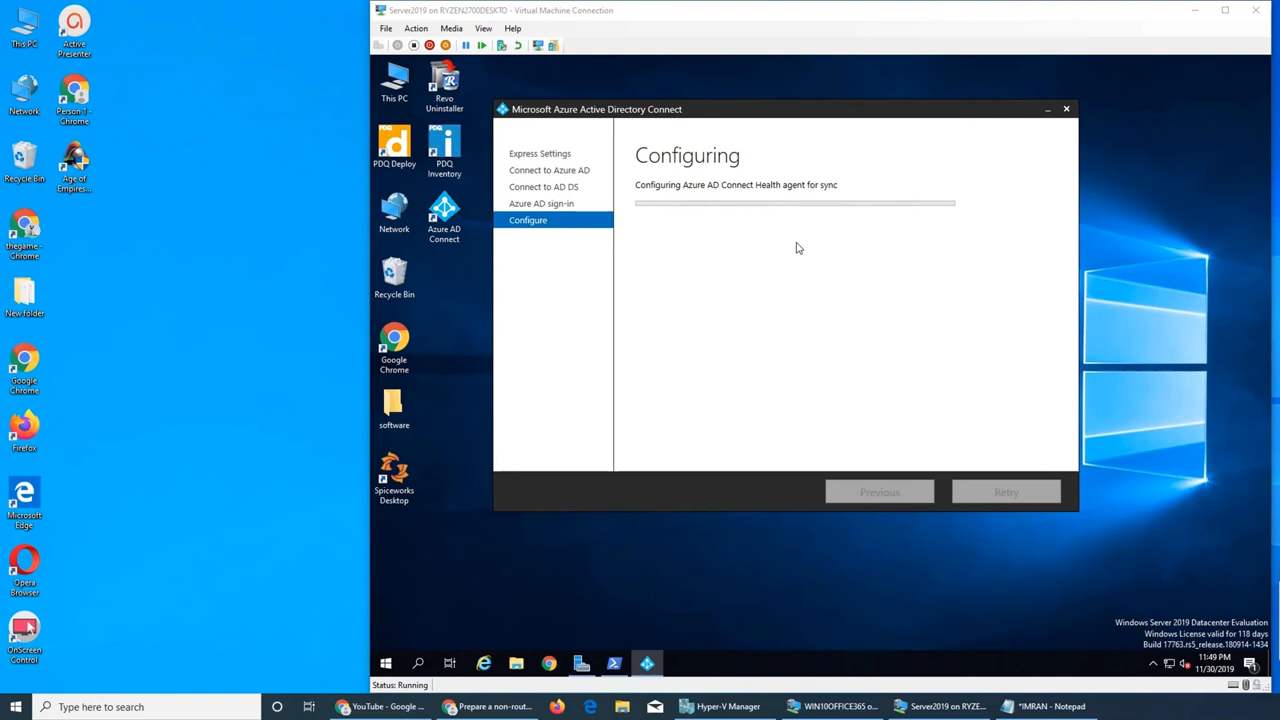 This PC
Active
Presenter
Network
Person 1 -
Chrome
Recycle Bin
Age of
Empires...
thegame -
Chrome
New folder
Google
Chrome
Firefox
Microsoft
Edge
Opera
Browser
OnScreen
Control
Server2019 on RYZEN2700DESKTO - Virtual Machine Connection
File Action Media View Help
This PC
Revo
Uninstaller
PDQ Deploy
PDQ
Inventory
Network
Azure AD
Connect
Recycle Bin
Google
Chrome
software
Spiceworks
Desktop
Microsoft Azure Active Directory Connect
Express Settings
Connect to Azure AD
Connect to AD DS
Azure AD sign-in
Configure
Configuring
Configuring Azure AD Connect Health agent for sync
Previous
Retry
Windows Server 2019 Datacenter Evaluation
Windows License valid for 118 days
Build 17763.rs5_release.180914-1434
11:49 PM
11/30/2019
1
Status: Running
Type here to search
YouTube - Google ...
Prepare a non-rout...
Hyper-V Manager
WIN10OFFICE365 o...
Server2019 on RYZE...
*IMRAN - Notepad